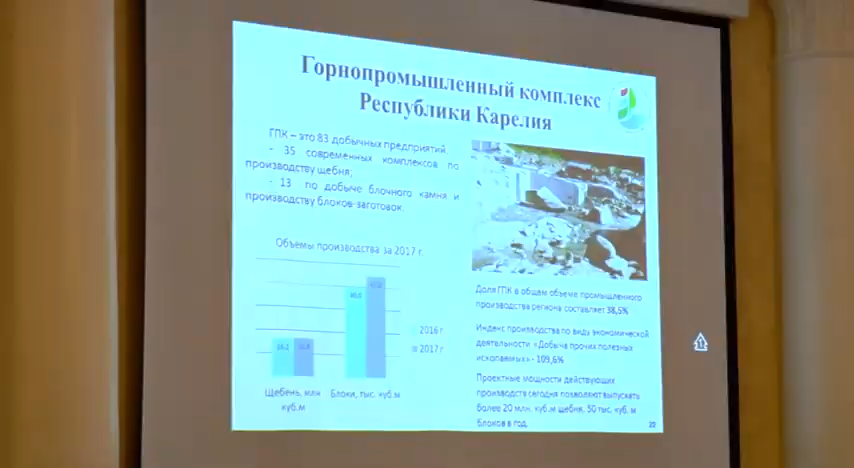 Горнопромышленный комплекс
Республики Карелия
ГПК – это 83 добычных предприятий.
- 35 современных комплексов по
производству щебня;
- 13 по добыче блочного камня и
производству блоков-заготовок.
Объемы производства за 2017 г.
2016 г
2017 г.
Щебень, млн
куб.м
Блоки, тыс. куб.м
Доля ГПК в общем объеме промышленного
производства региона составляет 38,5%
Индекс производства по виду экономической
деятельности «Добыча прочих полезных
ископаемых» - 109,6%
Проектные мощности действующих
производств сегодня позволяют выпускать
более 20 млн. куб.м щебня, 50 тыс. куб. м
блоков в год.